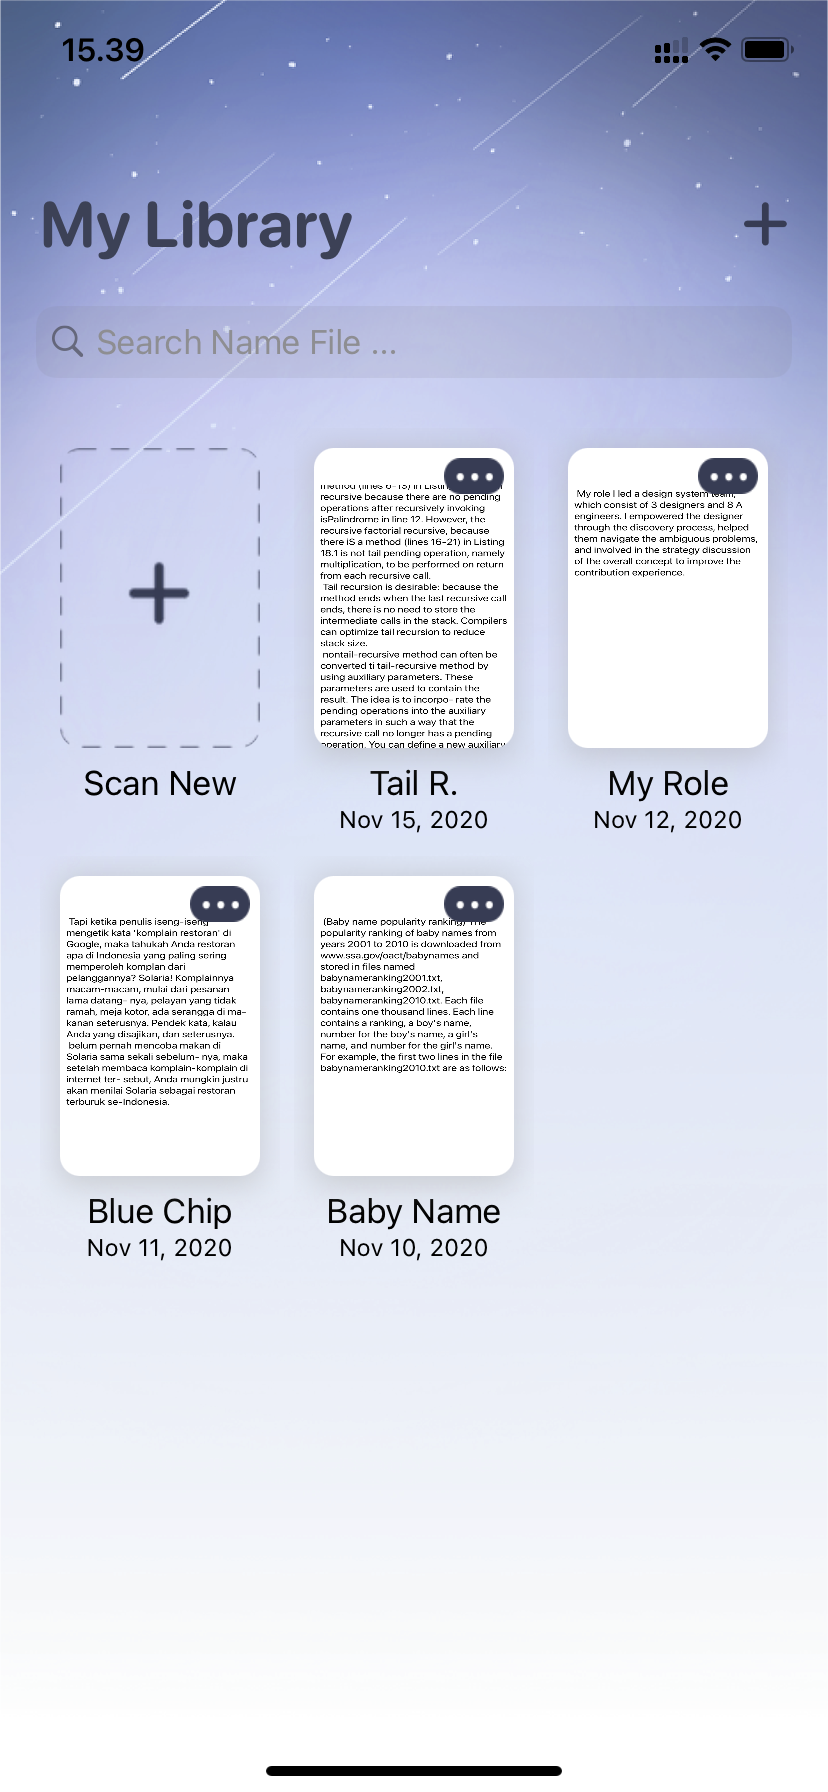 15.39
My Library
Search Name File ...
Scan New
method (lines 6-15) in
recursive because there are no pending
operations after recursively invoking
isPalindrome in line 12. However, the
recursive factorial recursive, because
there iS a method (lines 16-21) in Listing
18.1 is not tail pending operation, namely
multiplication, to be performed on return
from each recursive call.
Tail recursion is desirable: because the
method ends when the last recursive call
ends, there is no need to store the
intermediate calls in the stack. Compilers
can optimize tail recursion to reduce
stack size.
nontail-recursive method can often be
converted ti tail-recursive method by
using auxiliary parameters. These
parameters are used to contain the
result. The idea is to incorpo- rate the
pending operations into the auxiliary
parameters in such a way that the
recursive call no longer has a pending
operation. You can define a new auxiliary
Tail R.
Nov 15, 2020
My role I led a design system team,
which consist of 3 designers and 8 A
engineers. I empowered the designer
through the discovery process, helped
them navigate the ambiguous problems,
and involved in the strategy discussion
of the overall concept to improve the
contribution experience.
My Role
Nov 12, 2020
Tapi ketika penulis iseng-iseng
mengetik kata 'komplain restoran' di
Google, maka tahukah Anda restoran
apa di Indonesia yang paling sering
memperoleh komplan dari
pelanggannya? Solaria! Komplainnya
macam-macam, mulai dari pesanan
lama datang- nya, pelayan yang tidak
ramah, meja kotor, ada serangga di ma-
kanan seterusnya. Pendek kata, kalau
Anda yang disajikan, dan seterusnya.
belum pernah mencoba makan di
Solaria sama sekali sebelum- nya, maka
setelah membaca komplain-komplain di
internet ter- sebut, Anda mungkin justru
akan menilai Solaria sebagai restoran
terburuk se-Indonesia.
Blue Chip
Nov 11, 2020
(Baby name popularity ranking) The
popularity ranking of baby names from
years 2001 to 2010 is downloaded from
www.ssa.gov/oact/babynames and
stored in files named
babynameranking2001.txt,
babynameranking2002.txt,
babynameranking2010.txt. Each file
contains one thousand lines. Each line
contains a ranking, a boy's name,
number for the boy's name, a girl's
name, and number for the girl's name.
For example, the first two lines in the file
babynameranking2010.txt are as follows:
Baby Name
Nov 10, 2020